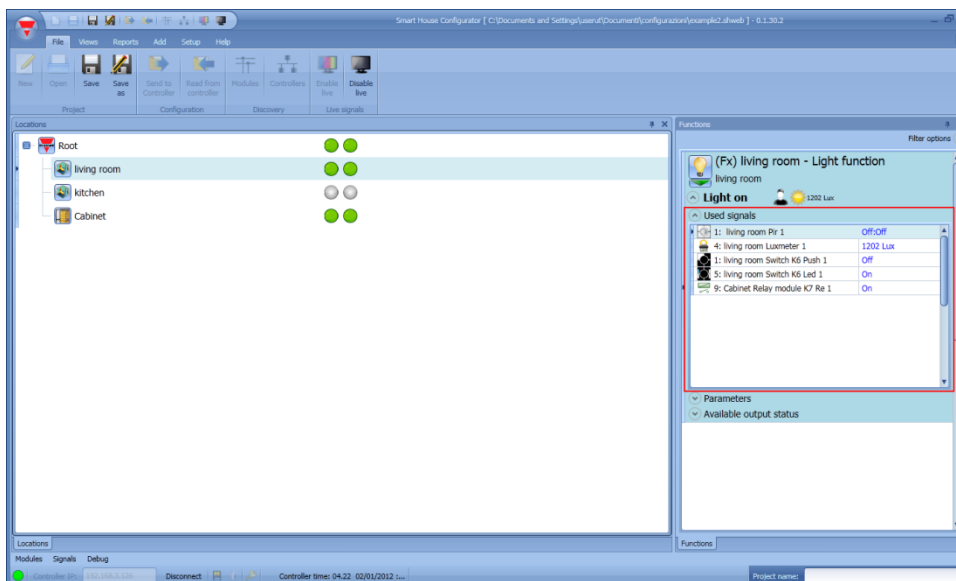 Smart House Configurator [ C:\Documents and Settings\userut\Documenti\configurazion\example2.shweb ] - 0.1.30.2
File Views Reports Add Setup Help
New Open Save Save as Send to Controller Read from controller Modules Controllers Enable live Disable live
Project Configuration Discovery Live signals
Locations
Root
living room
kitchen
Cabinet
Functions
Filter options
(Fx) living room - Light function
living room
Light on 1202 Lux
Used signals
1: living room Pir 1 Off:Off
4: living room Luxmeter 1 1202 Lux
1: living room Switch K6 Push 1 Off
5: living room Switch K6 Led 1 On
9: Cabinet Relay module K7 Re 1 On
Parameters
Available output status
Locations
Functions
Modules Signals Debug
Controller IP: Disconnect Controller time: 04.22 02/01/2012 :... Project name: